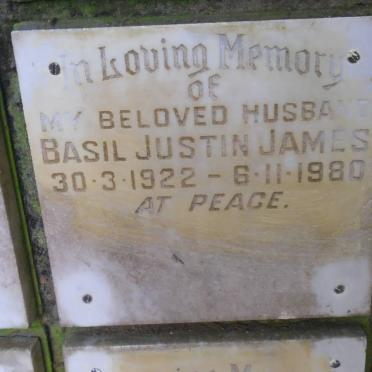 In Loving Memory
OF
MY BELOVED HUSBAND
BASIL JUSTIN JAMES
30·3·1922 – 6·11·1980
AT PEACE.